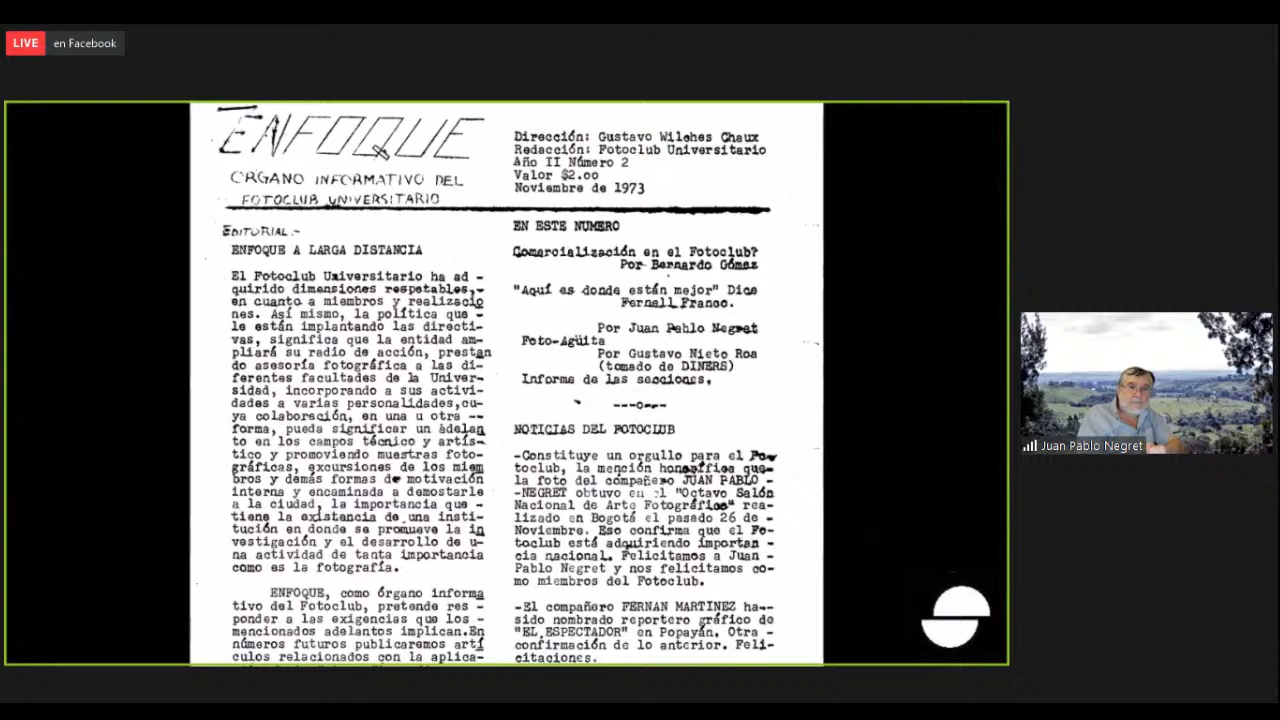 LIVE en Facebook
ENFOQUE
ORGANO INFORMATIVO DEL
FOTOCLUB UNIVERSITARIO
Dirección: Gustavo Wilches Chaux
Redacción: Fotoclub Universitario
Año II Número 2
Valor $2.00
Noviembre de 1973
EDITORIAL.-
ENFOQUE A LARGA DISTANCIA
El Fotoclub Universitario ha ad -
quirido dimensiones respetables,-
en cuanto a miembros y realizacio
nes. Así mismo, la política que -
le están implantando las directi-
vas, significa que la entidad am-
pliará su radio de acción, prestan
do asesoría fotográfica a las di-
ferentes facultades de la Univer-
sidad, incorporando a sus activi-
dades a varias personalidades,cu-
ya colaboración, en una u otra --
forma, pueda significar un adelan
to en los campos técnico y artís-
tico y promoviendo muestras foto-
gráficas, excursiones de los miem
bros y demás formas de motivación
interna y encaminada a demostrarle
a la ciudad, la importancia que -
tiene la existencia de una insti-
tución en donde se promueve la in
vestigación y el desarrollo de u-
na actividad de tanta importancia
como es la fotografía.
ENFOQUE, como órgano informa
tivo del Fotoclub, pretende res -
ponder a las exigencias que los -
mencionados adelantos implican.En
números futuros publicaremos artí
culos relacionados con la aplica-
EN ESTE NUMERO
Comercialización en el Fotoclub?
Por Bernardo Gómez
"Aquí es donde están mejor" Dice
Fernell Franco.
Por Juan Pablo Negret
Foto-Agüita
Por Gustavo Nieto Roa
(tomado de DINERS)
Informe de las secciones.
---o---
NOTICIAS DEL FOTOCLUB
-Constituye un orgullo para el Fo-
toclub, la mención honorífica que-
la foto del compañero JUAN PABLO -
-NEGRET obtuvo en el "Octavo Salón
Nacional de Arte Fotográfico" rea-
lizado en Bogotá el pasado 26 de -
Noviembre. Eso confirma que el Fo-
toclub está adquiriendo importan -
cia nacional. Felicitamos a Juan -
Pablo Negret y nos felicitamos co-
mo miembros del Fotoclub.
-El compañero FERNAN MARTINEZ ha--
sido nombrado reportero gráfico de
"EL ESPECTADOR" en Popayán. Otra -
confirmación de lo anterior. Feli-
citaciones.
Juan Pablo Negret